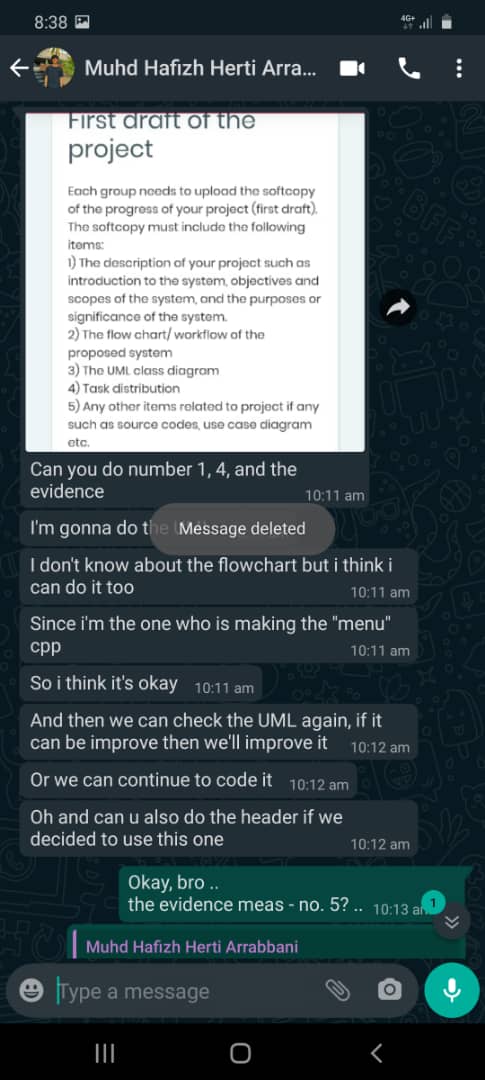 8:38
4G+
Muhd Hafizh Herti Arra...
First draft of the
project
Each group needs to upload the softcopy
of the progress of your project (first draft).
The softcopy must include the following
items:
1) The description of your project such as
introduction to the system, objectives and
scopes of the system, and the purposes or
significance of the system.
2) The flow chart/ workflow of the
proposed system
3) The UML class diagram
4) Task distribution
5) Any other items related to project if any
such as source codes, use case diagram
etc.
Can you do number 1, 4, and the
evidence
10:11 am
I'm gonna do the
Message deleted
I don't know about the flowchart but i think i
can do it too
10:11 am
Since i'm the one who is making the "menu"
cpp
10:11 am
So i think it's okay 10:11 am
And then we can check the UML again, if it
can be improve then we'll improve it 10:12 am
Or we can continue to code it 10:12 am
Oh and can u also do the header if we
decided to use this one
10:12 am
Okay, bro ..
the evidence meas - no. 5? .. 10:13 am
1
Muhd Hafizh Herti Arrabbani
Type a message